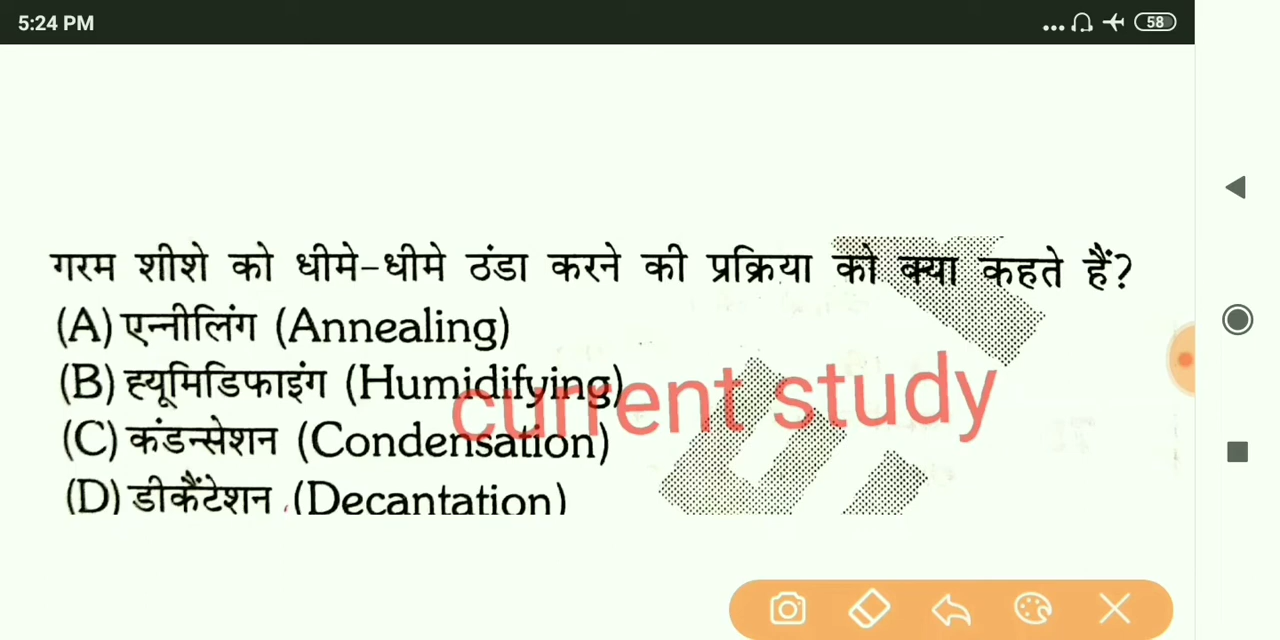 5:24 PM
58
गरम शीशे को धीमे-धीमे ठंडा करने की प्रक्रिया को क्या कहते हैं?
(A) एन्नीलिंग (Annealing)
(B) ह्यूमिडिफाइंग (Humidifying)
(C) कंडन्सेशन (Condensation)
(D) डीकैंटेशन (Decantation)
current study